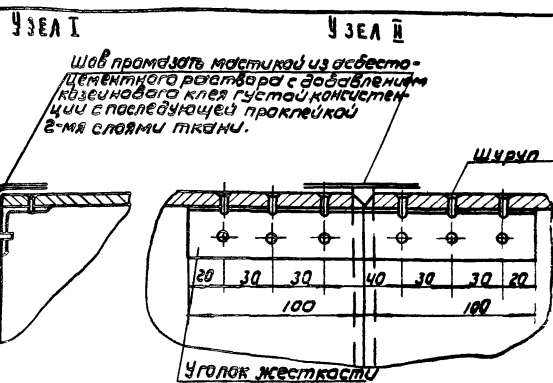 УЗЕЛ I
УЗЕЛ II
Шов промазать мастикой из асбесто-
цементного раствора с добавлением
казеинового клея густой консистен-
ции с последующей проклейкой
2-мя слоями ткани.
Шуруп
20 30 30 40 30 30 20
100 100
Уголок жесткости